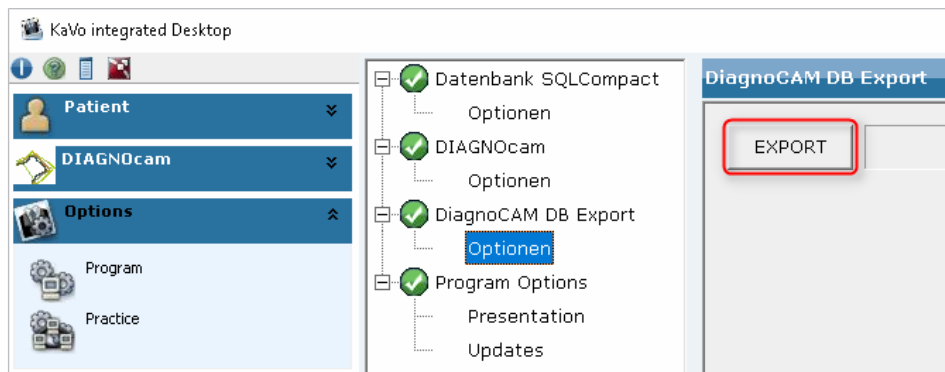 KaVo integrated Desktop
Patient
DIAGNOcam
Options
Program
Practice
Datenbank SQLCompact
Optionen
DIAGNOcam
Optionen
DiagnoCAM DB Export
Optionen
Program Options
Presentation
Updates
DiagnoCAM DB Export
EXPORT